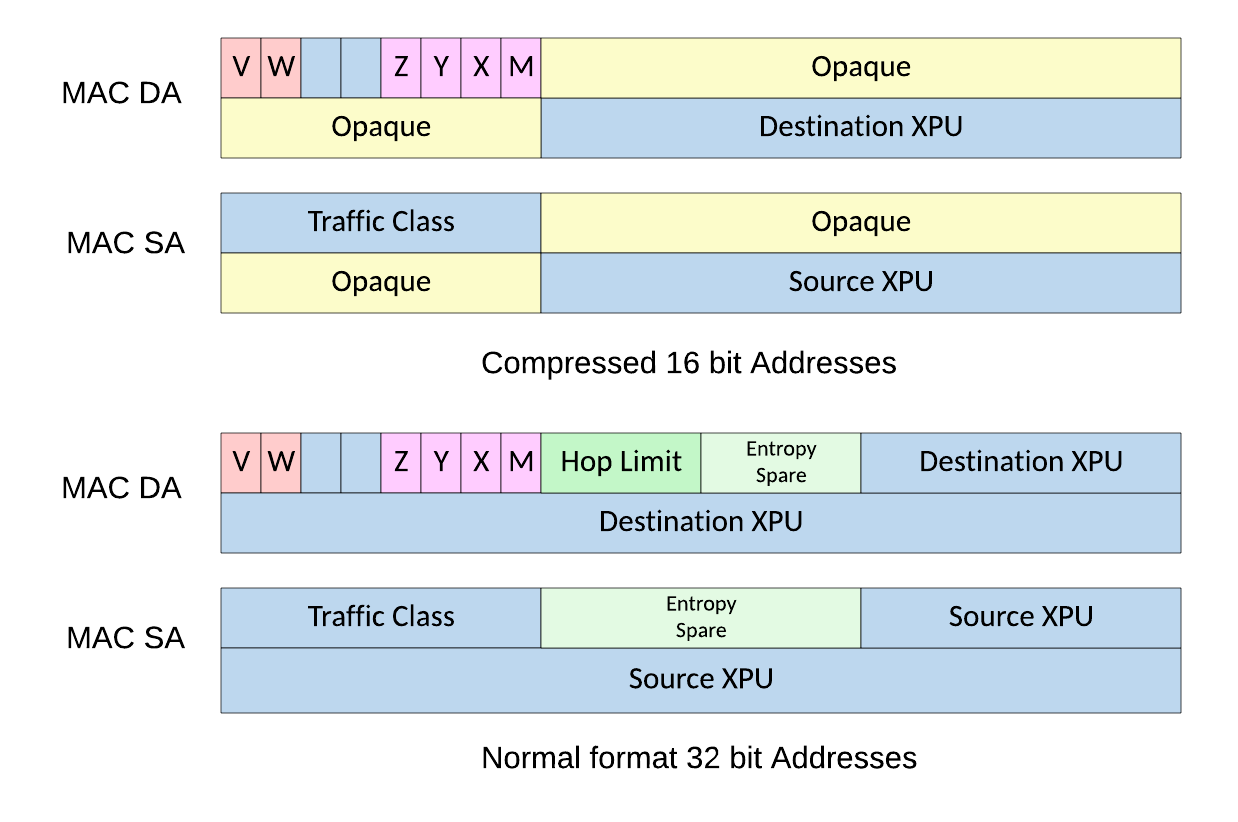 V W Z Y X M Opaque
MAC DA
Opaque Destination XPU
Traffic Class Opaque
MAC SA
Opaque Source XPU
Compressed 16 bit Addresses
V W Z Y X M Hop Limit Entropy Spare Destination XPU
MAC DA
Destination XPU
Traffic Class Entropy Spare Source XPU
MAC SA
Source XPU
Normal format 32 bit Addresses